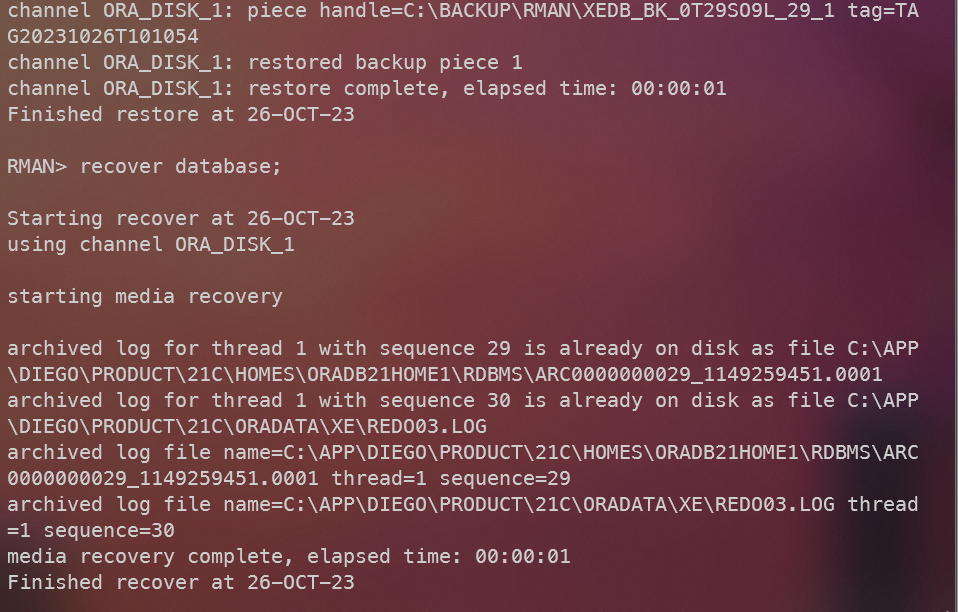 channel ORA_DISK_1: piece handle=C:\BACKUP\RMAN\XEDB_BK_0T29SO9L_29_1 tag=TA
G20231026T101054
channel ORA_DISK_1: restored backup piece 1
channel ORA_DISK_1: restore complete, elapsed time: 00:00:01
Finished restore at 26-OCT-23
RMAN> recover database;
Starting recover at 26-OCT-23
using channel ORA_DISK_1
starting media recovery
archived log for thread 1 with sequence 29 is already on disk as file C:\APP
\DIEGO\PRODUCT\21C\HOMES\ORADB21HOME1\RDBMS\ARC0000000029_1149259451.0001
archived log for thread 1 with sequence 30 is already on disk as file C:\APP
\DIEGO\PRODUCT\21C\ORADATA\XE\REDO03.LOG
archived log file name=C:\APP\DIEGO\PRODUCT\21C\HOMES\ORADB21HOME1\RDBMS\ARC
0000000029_1149259451.0001 thread=1 sequence=29
archived log file name=C:\APP\DIEGO\PRODUCT\21C\ORADATA\XE\REDO03.LOG thread
=1 sequence=30
media recovery complete, elapsed time: 00:00:01
Finished recover at 26-OCT-23